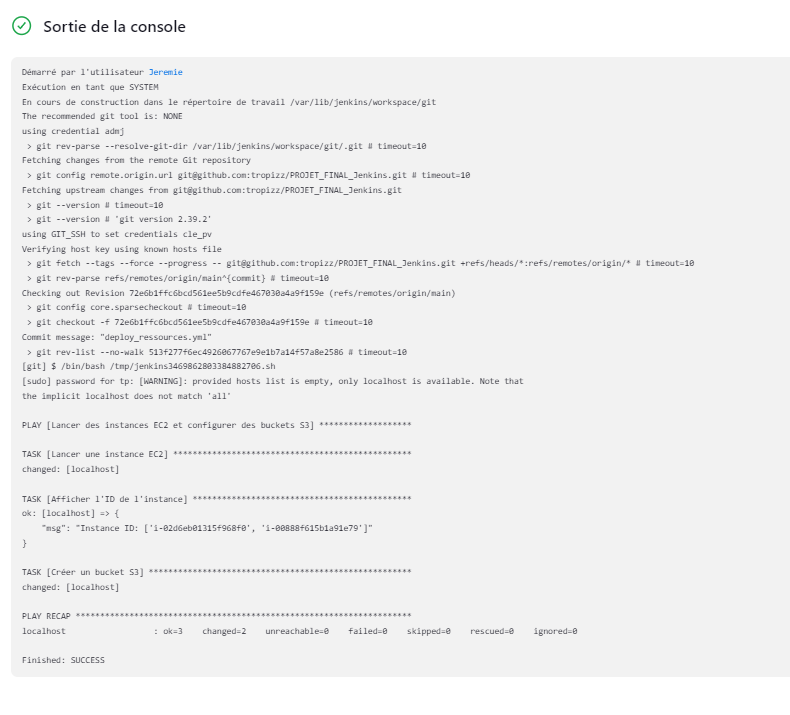 Sortie de la console
Démarré par l'utilisateur Jeremie
Exécution en tant que SYSTEM
En cours de construction dans le répertoire de travail /var/lib/jenkins/workspace/git
The recommended git tool is: NONE
using credential admj
 > git rev-parse --resolve-git-dir /var/lib/jenkins/workspace/git/.git # timeout=10
Fetching changes from the remote Git repository
 > git config remote.origin.url git@github.com:tropizz/PROJET_FINAL_Jenkins.git # timeout=10
Fetching upstream changes from git@github.com:tropizz/PROJET_FINAL_Jenkins.git
 > git --version # timeout=10
 > git --version # 'git version 2.39.2'
using GIT_SSH to set credentials cle_pv
Verifying host key using known hosts file
 > git fetch --tags --force --progress -- git@github.com:tropizz/PROJET_FINAL_Jenkins.git +refs/heads/*:refs/remotes/origin/* # timeout=10
 > git rev-parse refs/remotes/origin/main^{commit} # timeout=10
Checking out Revision 72e6b1ffc6bcd561ee5b9cdfe467030a4a9f159e (refs/remotes/origin/main)
 > git config core.sparsecheckout # timeout=10
 > git checkout -f 72e6b1ffc6bcd561ee5b9cdfe467030a4a9f159e # timeout=10
Commit message: "deploy_ressources.yml"
 > git rev-list --no-walk 513f277f6ec4926067767e9e1b7a14f57a8e2586 # timeout=10
[git] $ /bin/bash /tmp/jenkins3469862803384882706.sh
[sudo] password for tp: [WARNING]: provided hosts list is empty, only localhost is available. Note that
the implicit localhost does not match 'all'
PLAY [Lancer des instances EC2 et configurer des buckets S3] *******************
TASK [Lancer une instance EC2] *************************************************
changed: [localhost]
TASK [Afficher l'ID de l'instance] *********************************************
ok: [localhost] => {
    "msg": "Instance ID: ['i-02d6eb01315f968f0', 'i-00888f615b1a91e79']"
}
TASK [Créer un bucket S3] ******************************************************
changed: [localhost]
PLAY RECAP *********************************************************************
localhost                  : ok=3    changed=2    unreachable=0    failed=0    skipped=0    rescued=0    ignored=0
Finished: SUCCESS